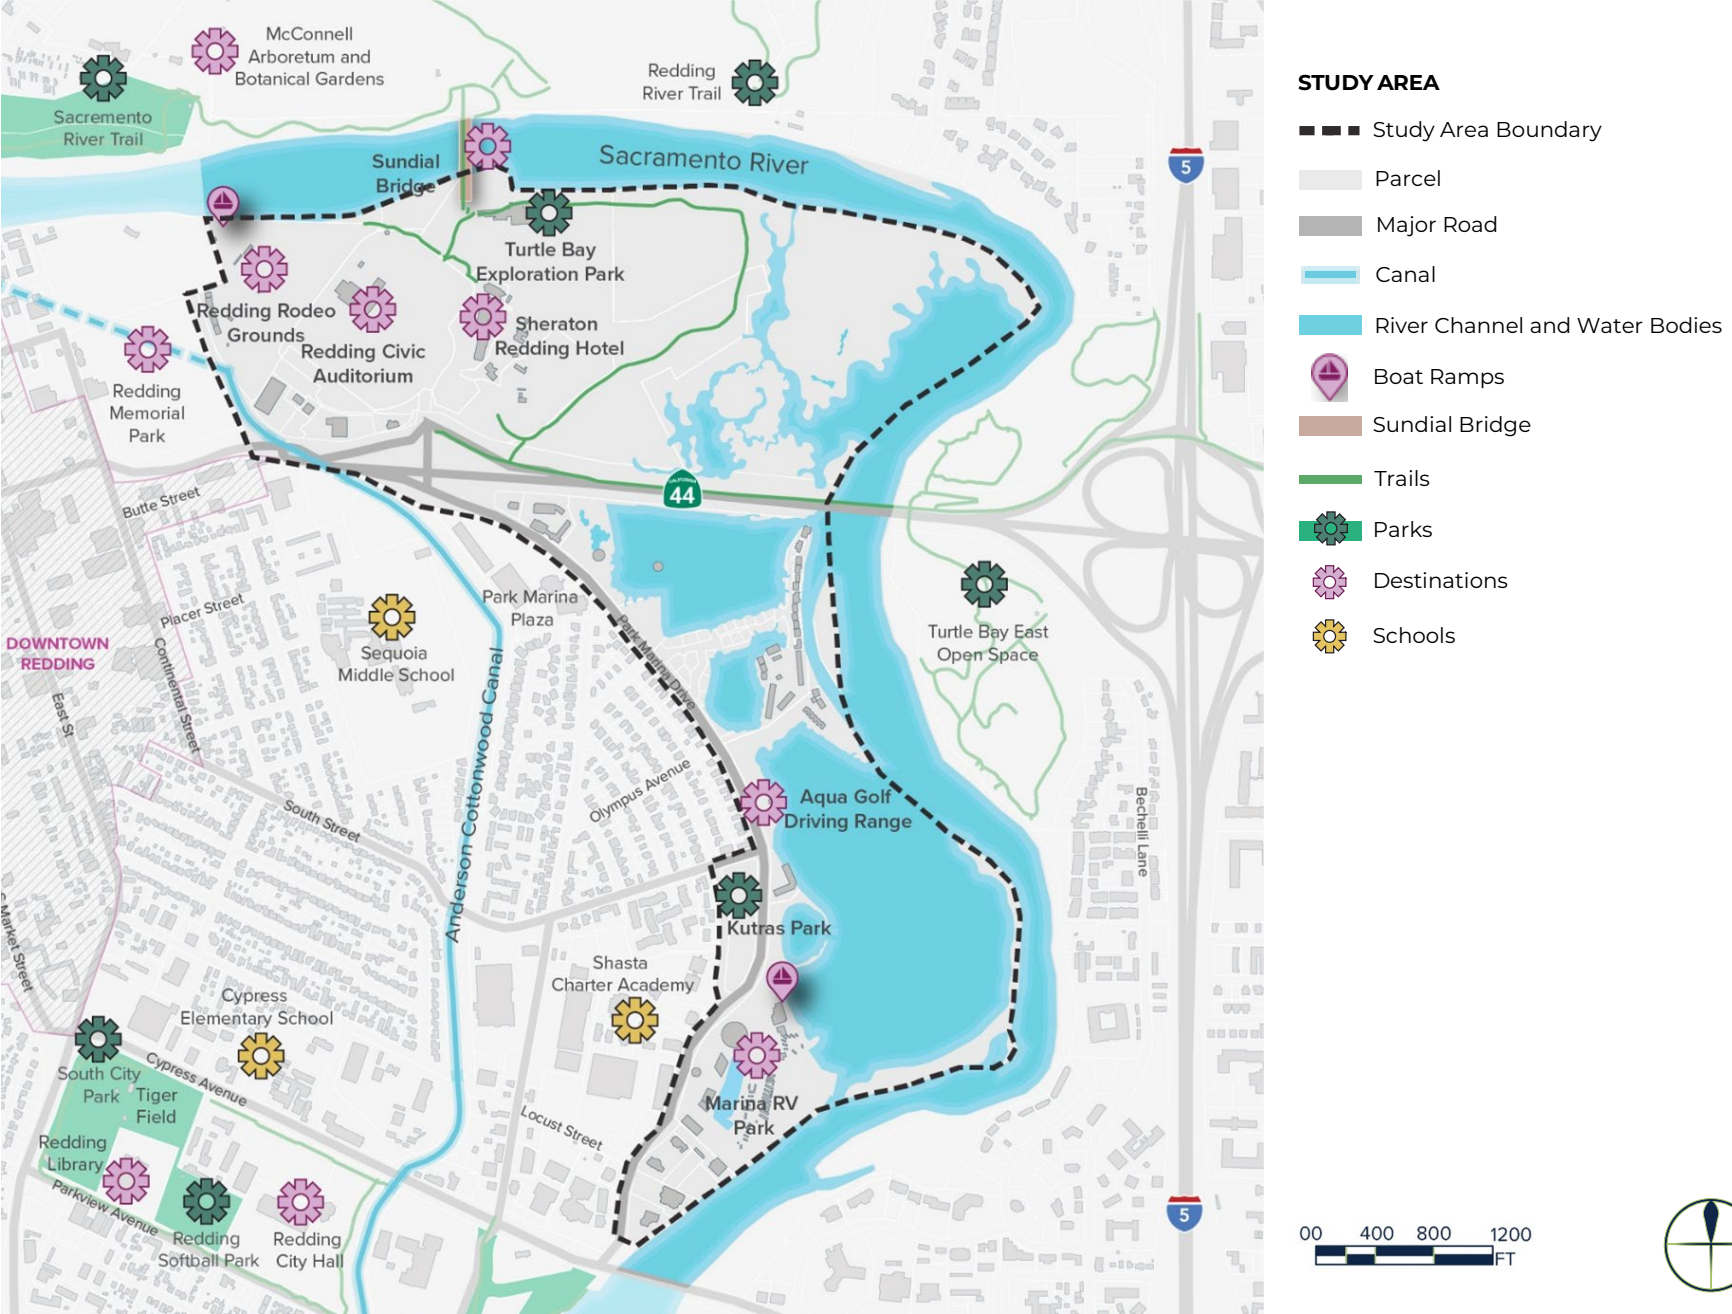 McConnell
Arboretum and
Botanical Gardens
Sacremento
River Trail
Redding
River Trail
Sundial
Bridge
Sacramento River
5
Turtle Bay
Exploration Park
Redding Rodeo
Grounds
Redding Civic
Auditorium
Sheraton
Redding Hotel
Redding
Memorial
Park
CALIFORNIA
44
Butte Street
Placer Street
Continental Street
DOWNTOWN
REDDING
East St
Sequoia
Middle School
Park Marina
Plaza
Park Marina Drive
Turtle Bay East
Open Space
Anderson Cottonwood Canal
Olympus Avenue
South Street
Aqua Golf
Driving Range
Bechelli Lane
S Market Street
Kutras Park
Shasta
Charter Academy
Cypress
Elementary School
South City
Park
Tiger
Field
Cypress Avenue
Redding
Library
Parkview Avenue
Redding
Softball Park
Redding
City Hall
Locust Street
Marina RV
Park
5
STUDY AREA
Study Area Boundary
Parcel
Major Road
Canal
River Channel and Water Bodies
Boat Ramps
Sundial Bridge
Trails
Parks
Destinations
Schools
00 400 800 1200
FT